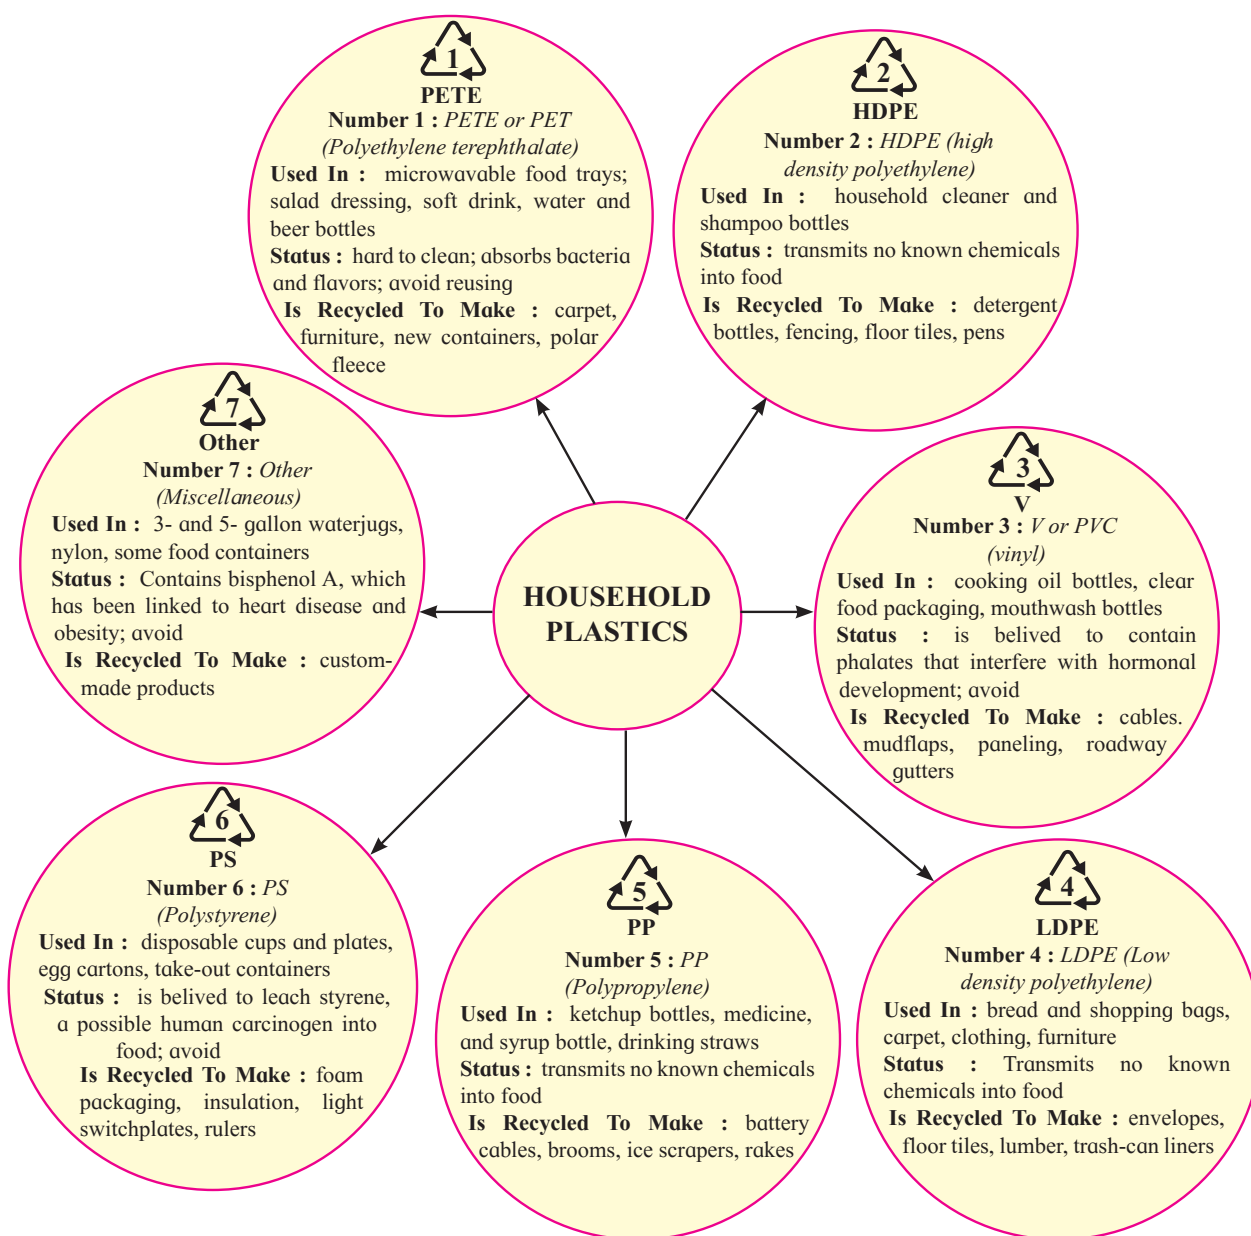 1
PETE
Number 1 : PETE or PET
(Polyethylene terephthalate)
Used In : microwavable food trays;
salad dressing, soft drink, water and
beer bottles
Status : hard to clean; absorbs bacteria
and flavors; avoid reusing
Is Recycled To Make : carpet,
furniture, new containers, polar
fleece
2
HDPE
Number 2 : HDPE (high
density polyethylene)
Used In : household cleaner and
shampoo bottles
Status : transmits no known chemicals
into food
Is Recycled To Make : detergent
bottles, fencing, floor tiles, pens
7
Other
Number 7 : Other
(Miscellaneous)
Used In : 3- and 5- gallon waterjugs,
nylon, some food containers
Status : Contains bisphenol A, which
has been linked to heart disease and
obesity; avoid
Is Recycled To Make : custom-
made products
HOUSEHOLD
PLASTICS
3
V
Number 3 : V or PVC
(vinyl)
Used In : cooking oil bottles, clear
food packaging, mouthwash bottles
Status : is belived to contain
phalates that interfere with hormonal
development; avoid
Is Recycled To Make : cables.
mudflaps, paneling, roadway
gutters
6
PS
Number 6 : PS
(Polystyrene)
Used In : disposable cups and plates,
egg cartons, take-out containers
Status : is belived to leach styrene,
a possible human carcinogen into
food; avoid
Is Recycled To Make : foam
packaging, insulation, light
switchplates, rulers
5
PP
Number 5 : PP
(Polypropylene)
Used In : ketchup bottles, medicine,
and syrup bottle, drinking straws
Status : transmits no known chemicals
into food
Is Recycled To Make : battery
cables, brooms, ice scrapers, rakes
4
LDPE
Number 4 : LDPE (Low
density polyethylene)
Used In : bread and shopping bags,
carpet, clothing, furniture
Status : Transmits no known
chemicals into food
Is Recycled To Make : envelopes,
floor tiles, lumber, trash-can liners